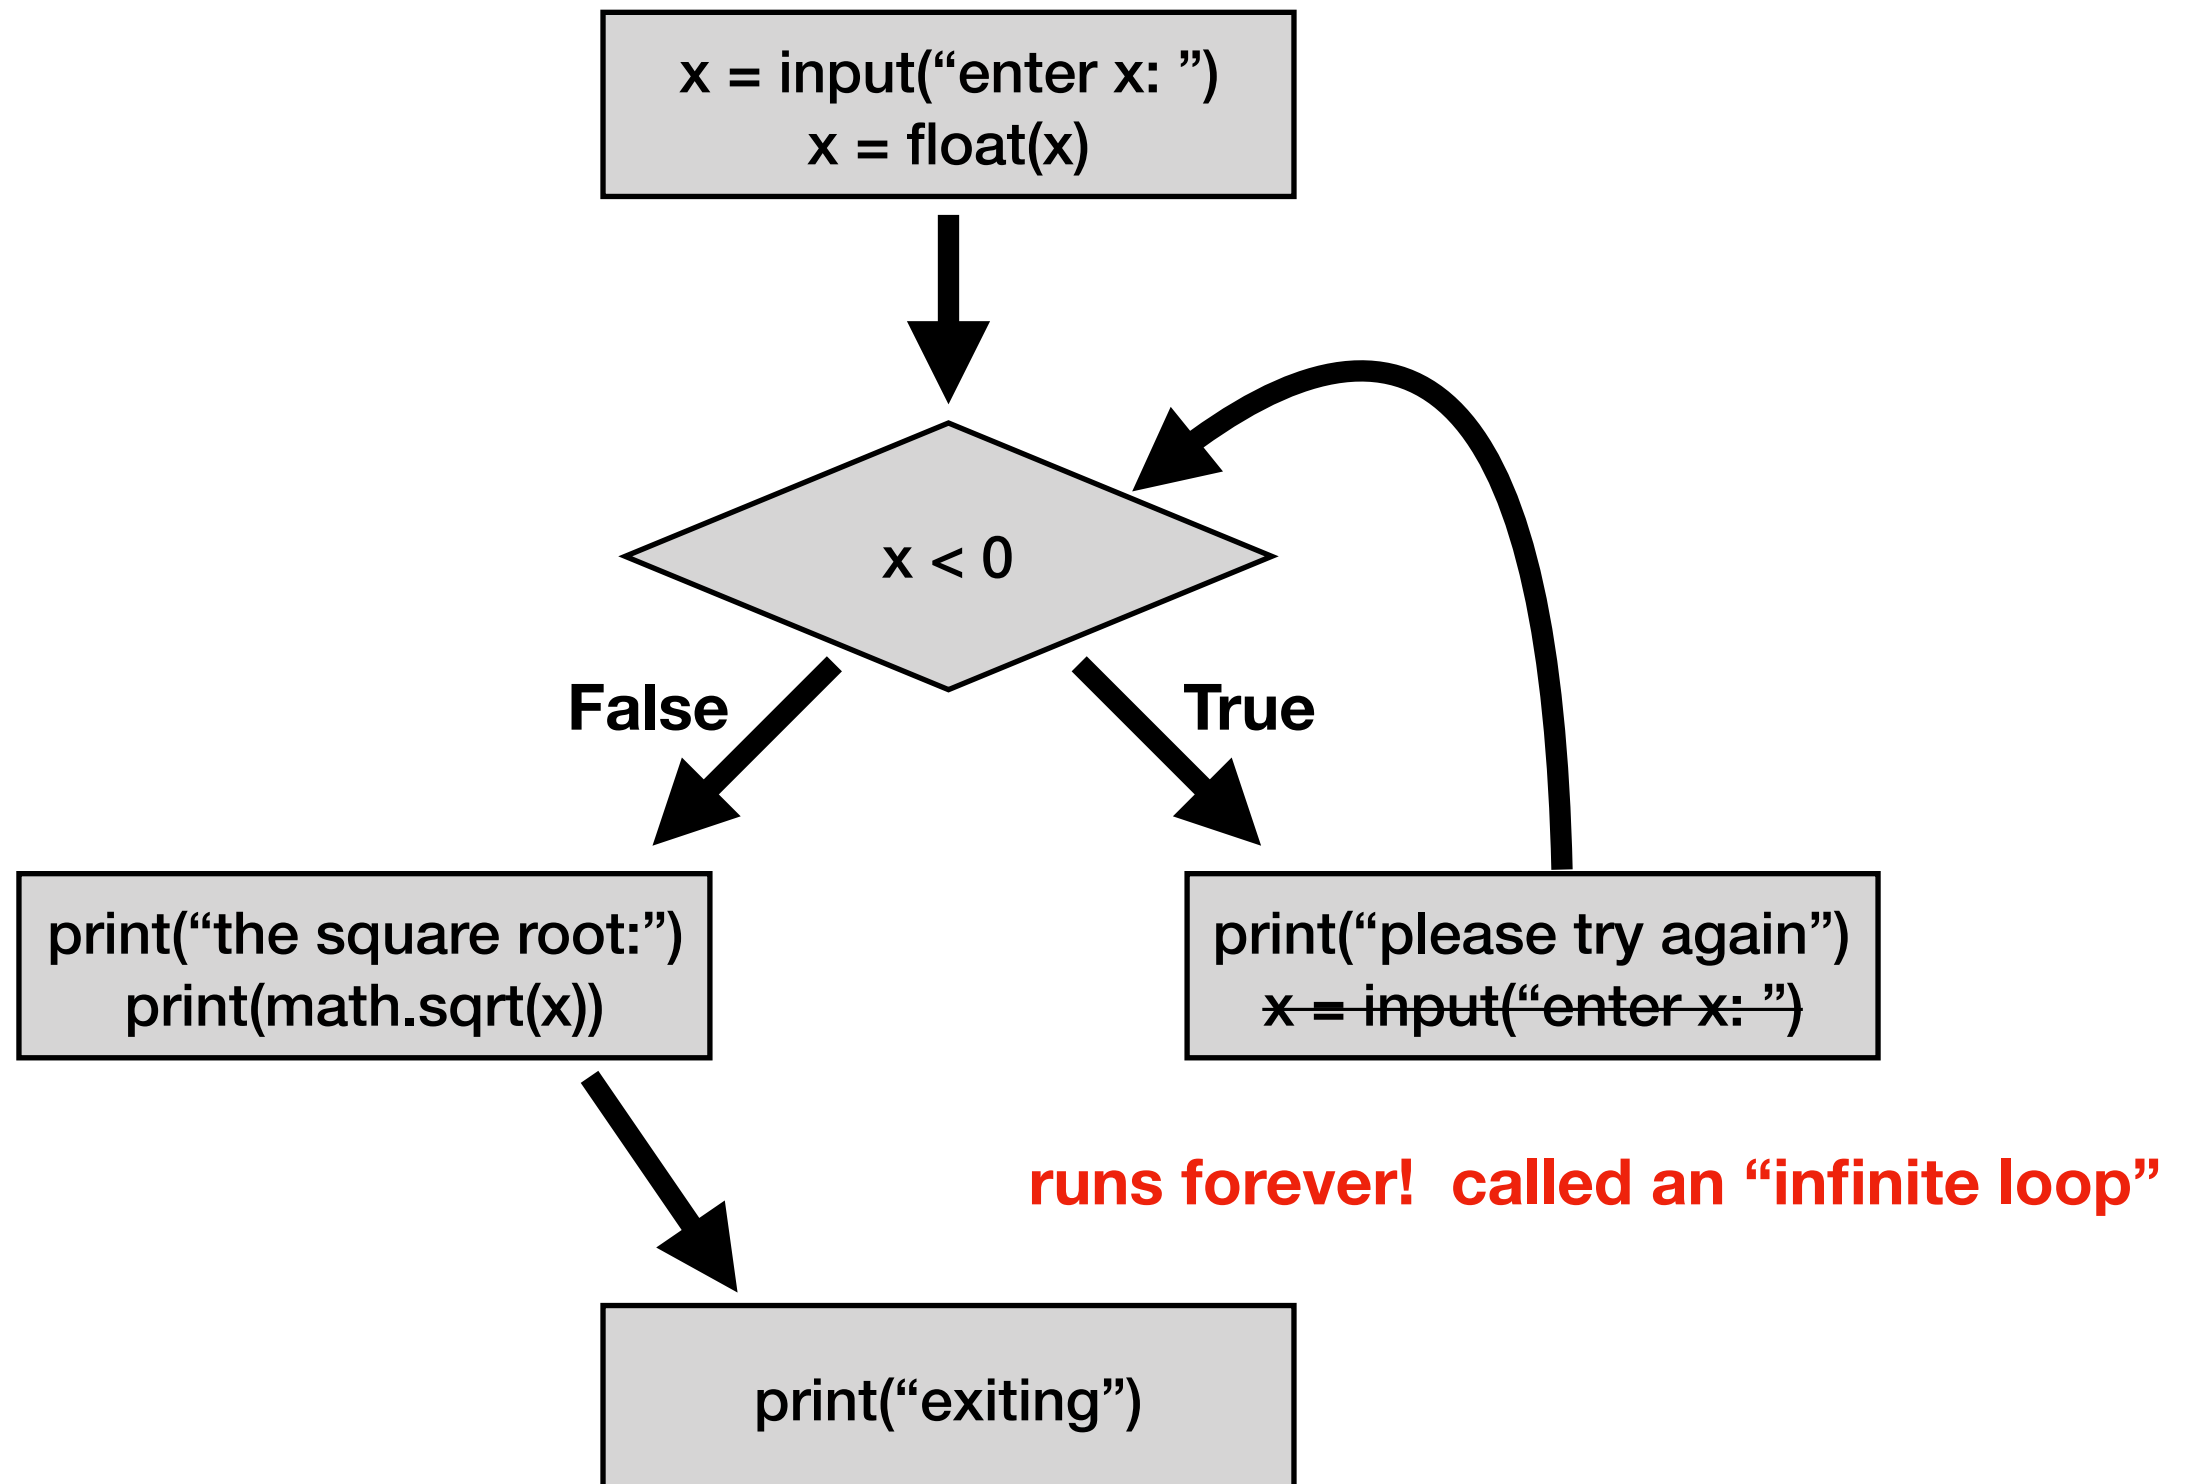 x = input(“enter x: ”)
x = float(x)
x < 0
False
True
print(“the square root:”)
print(math.sqrt(x))
print(“please try again”)
x = input(“enter x: ”)
runs forever!  called an “infinite loop”
print(“exiting”)